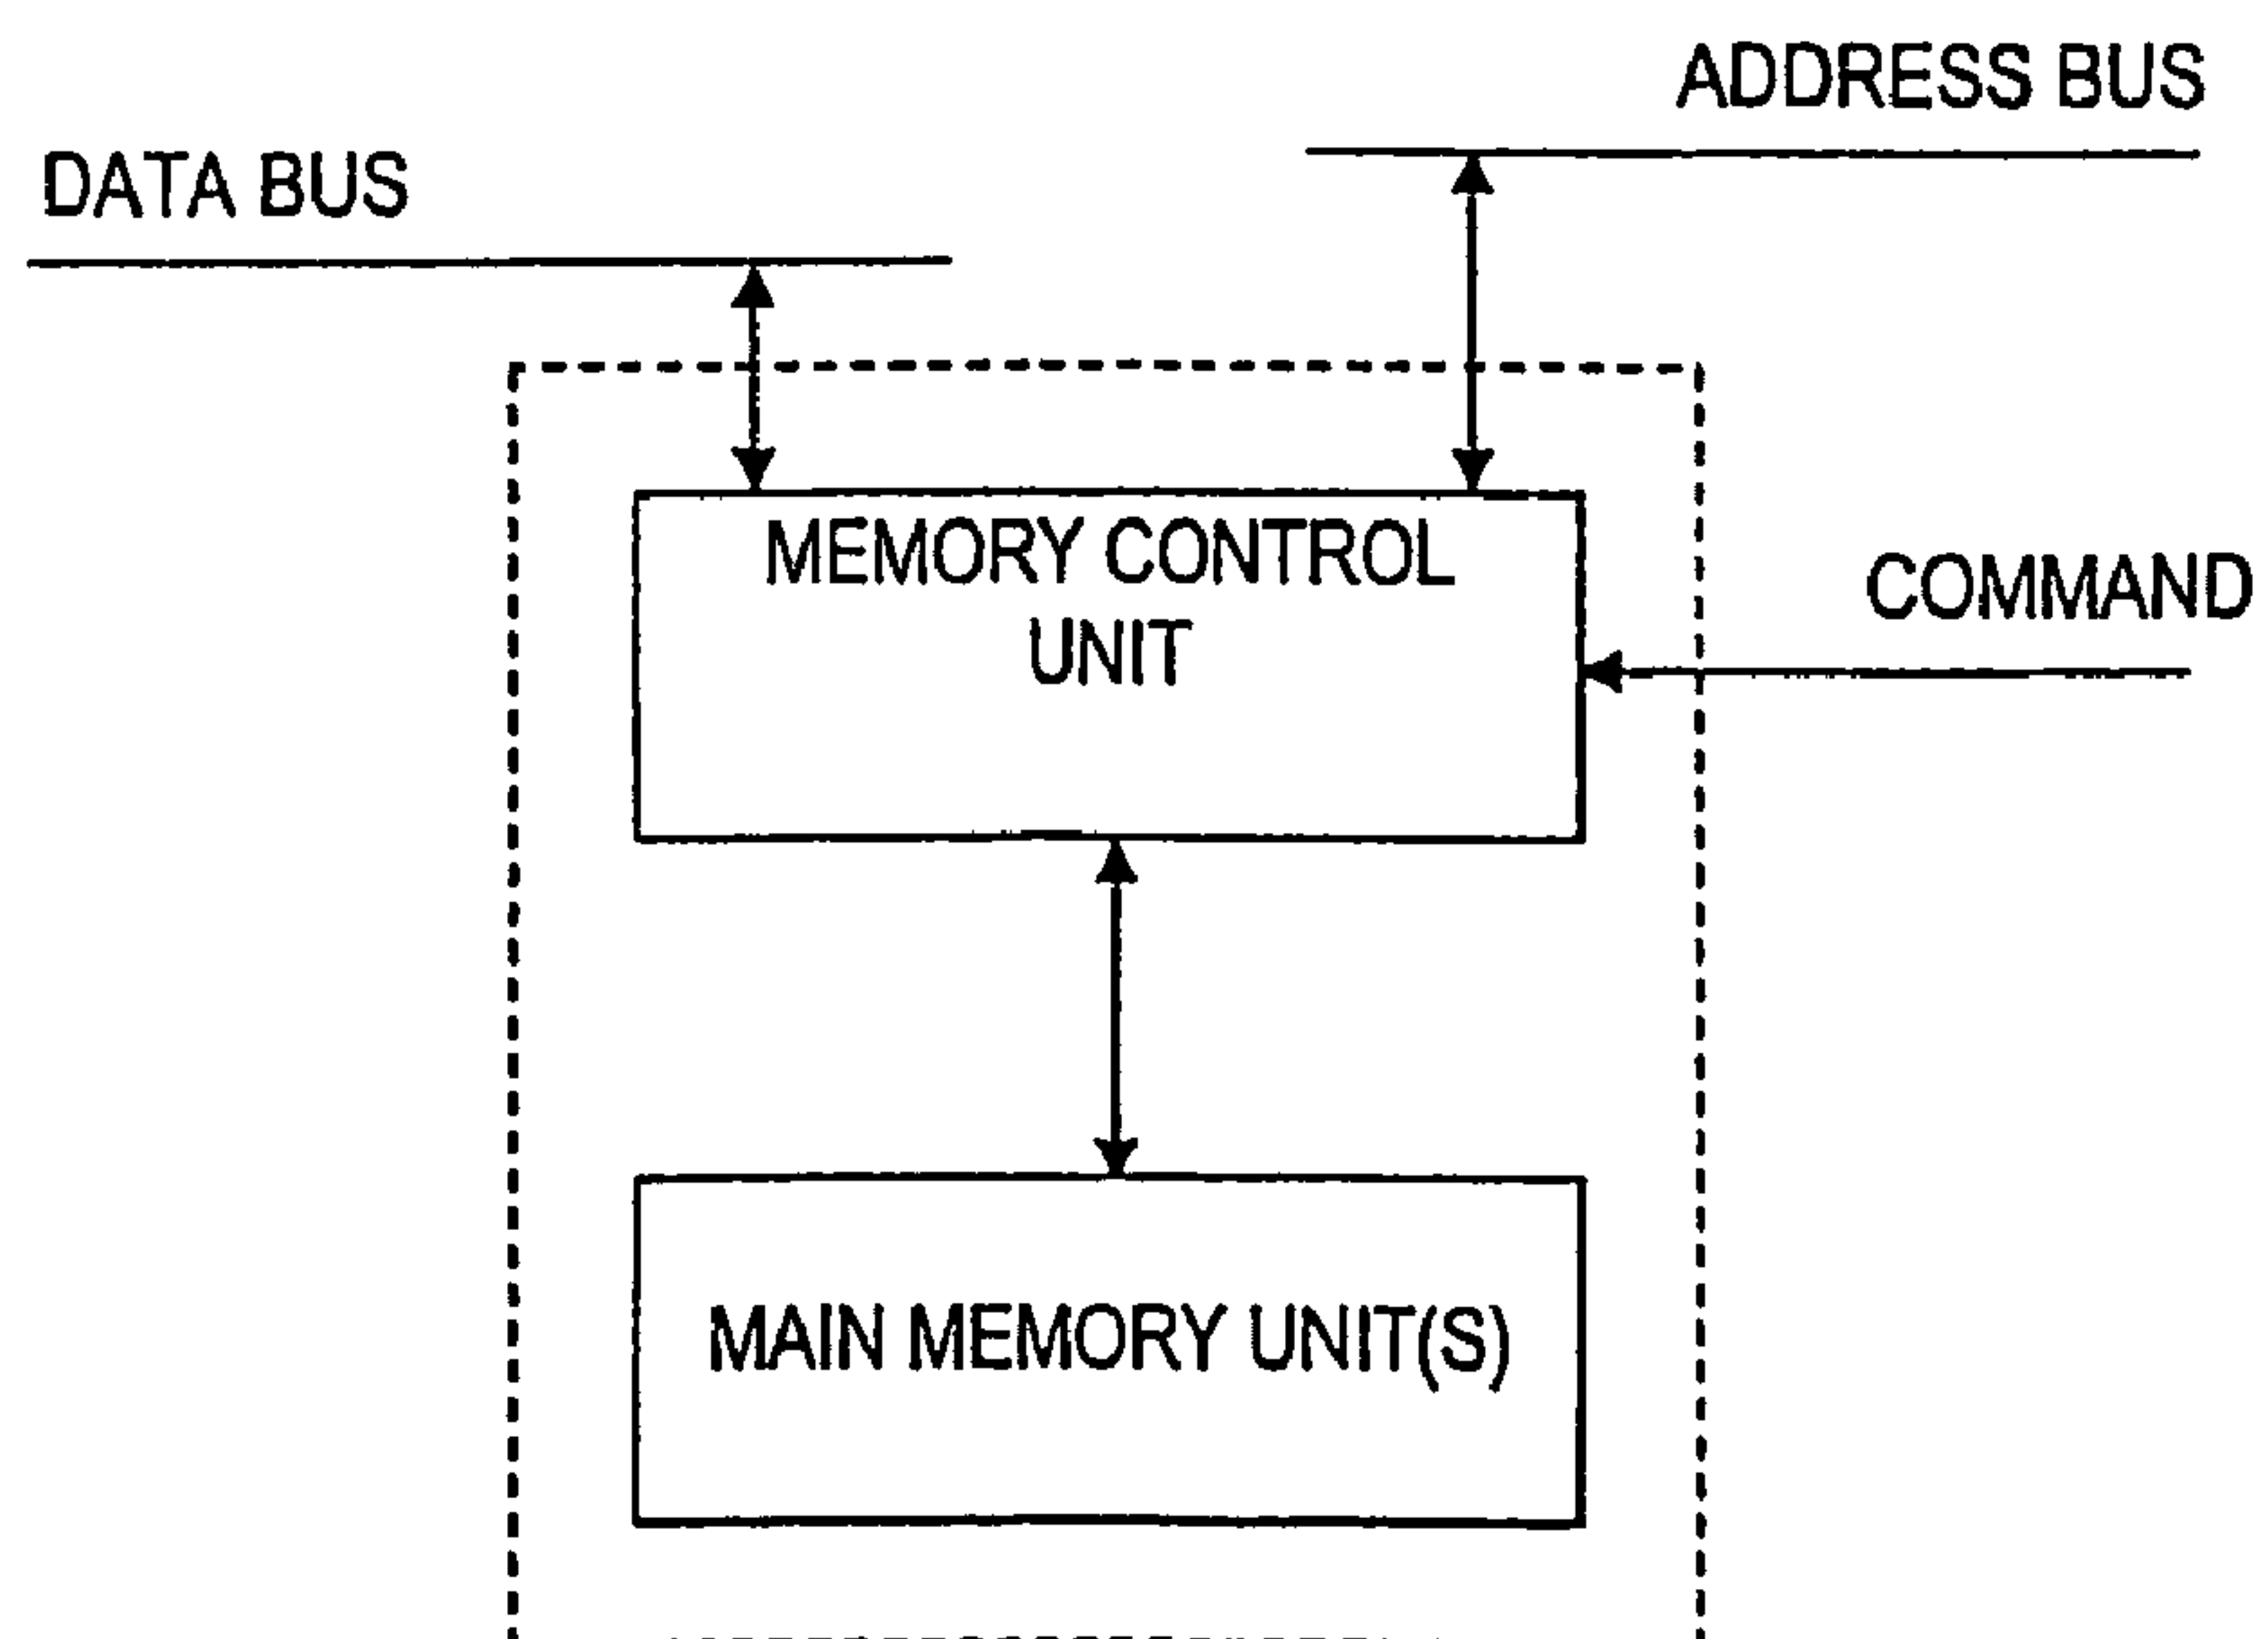 ADDRESS BUS
DATA BUS
MEMORY CONTROL
UNIT
COMMAND
MAIN MEMORY UNIT(S)